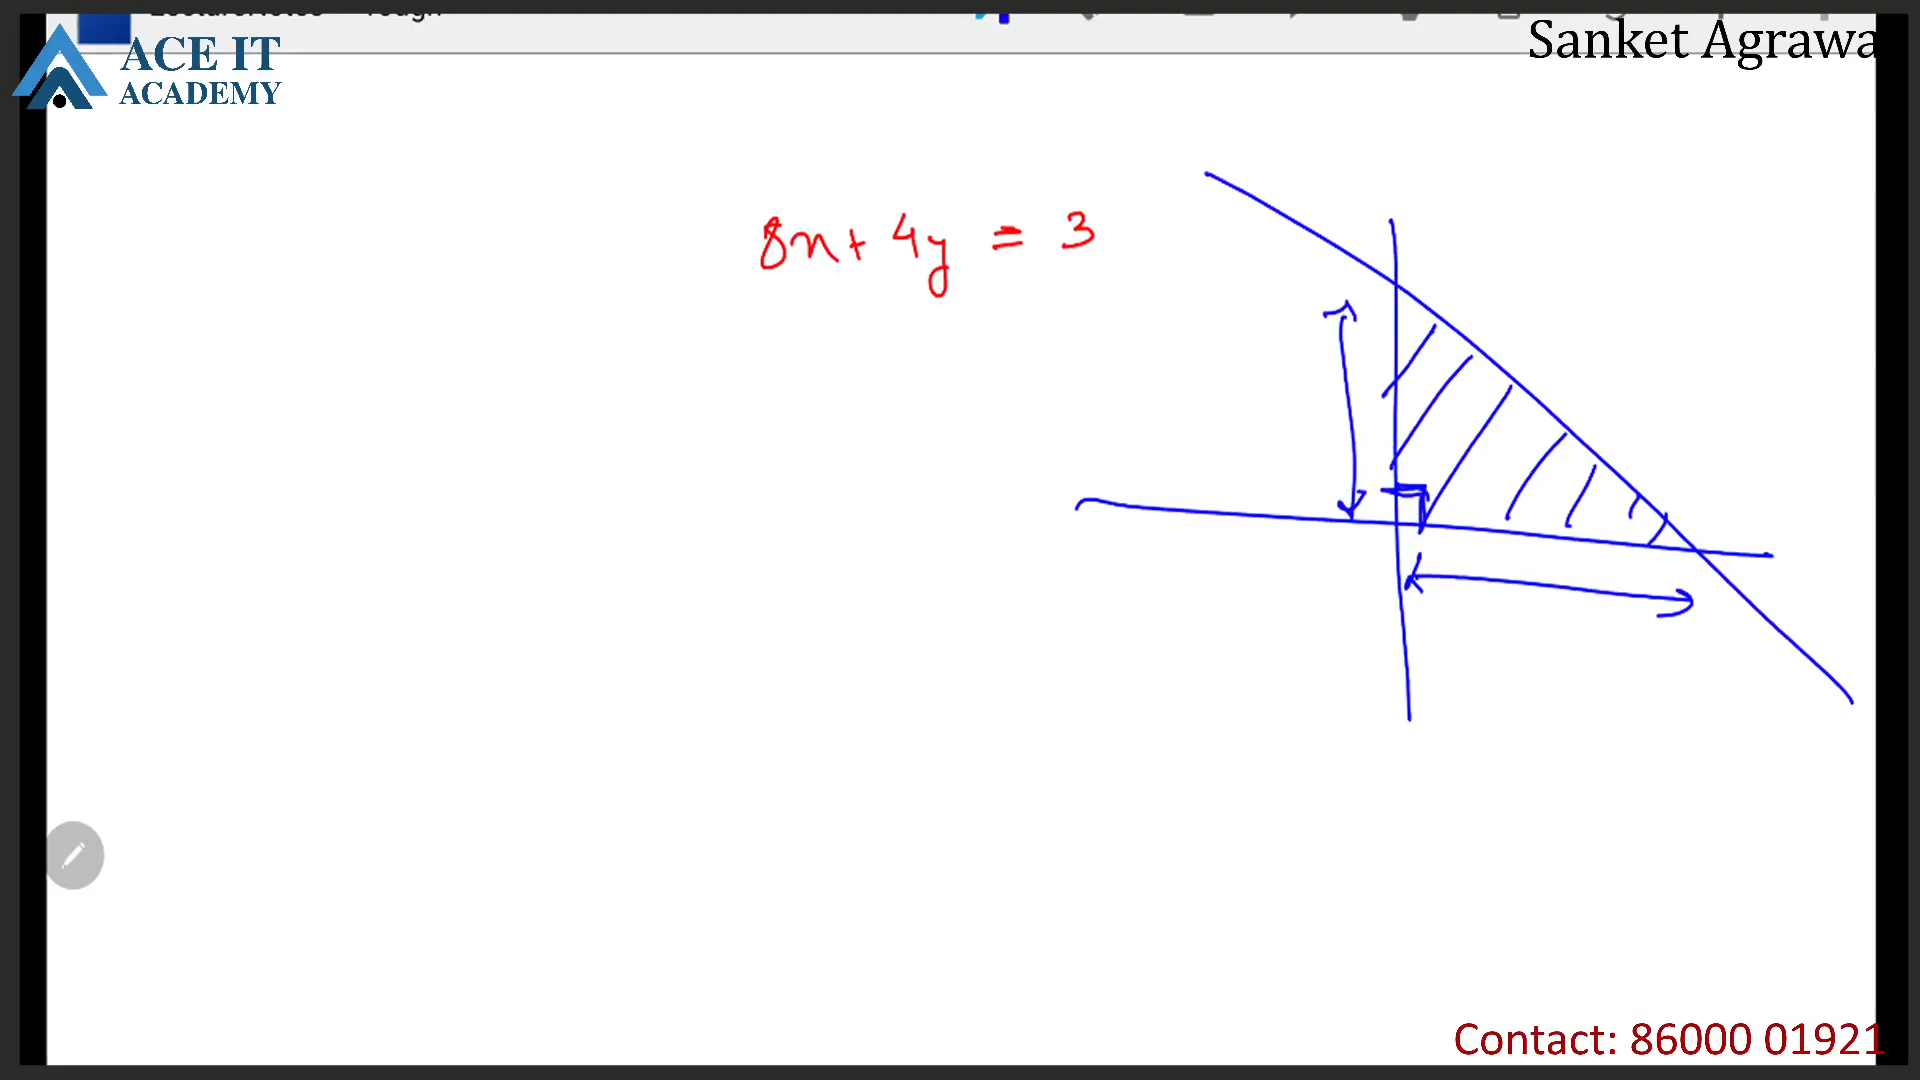 ACE IT
ACADEMY
Sanket Agrawa
8x + 4y = 3
Contact: 86000 01921